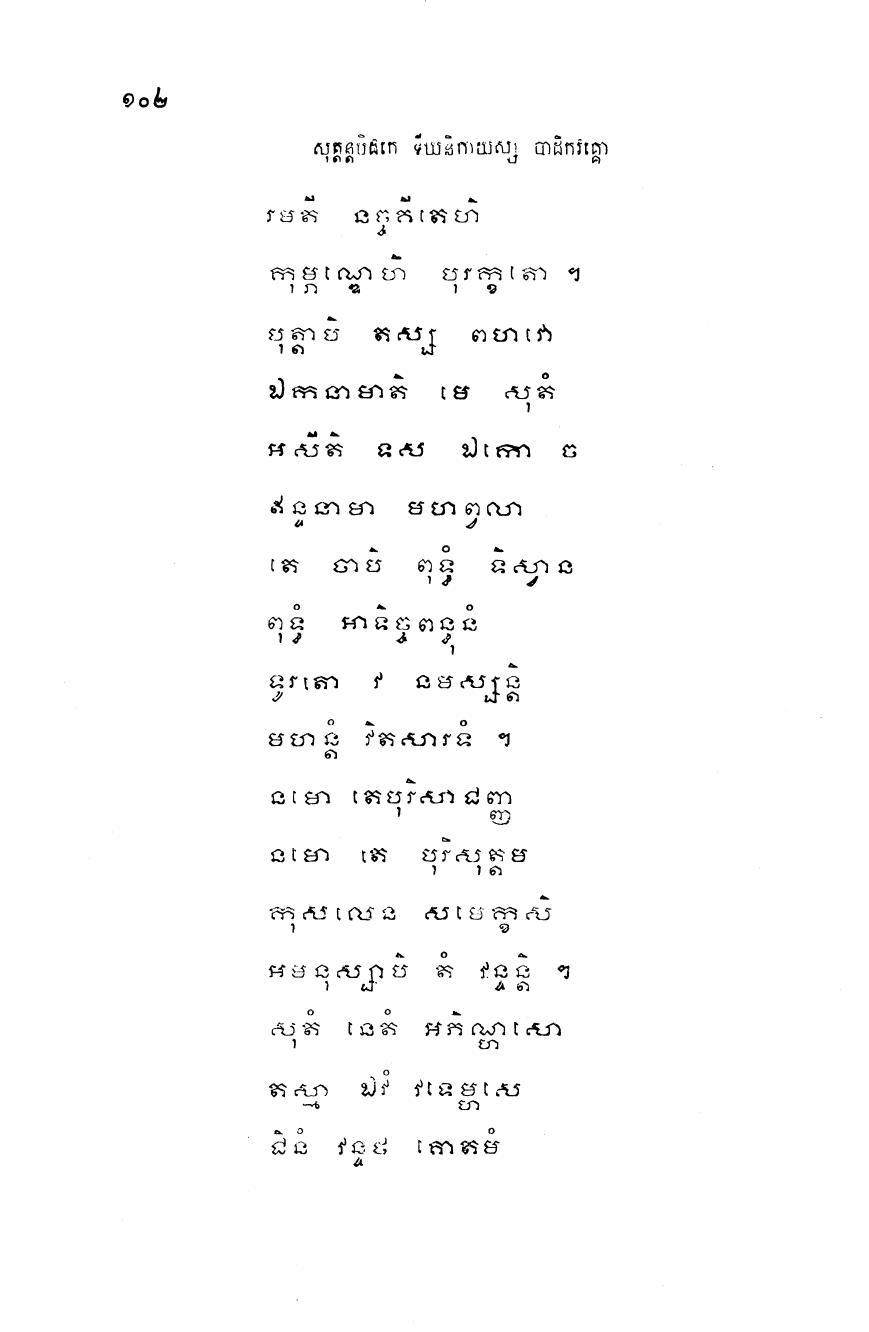 ១០២
សុត្តន្តបិដកេ ទីឃនិកាយស្ស បាដិកវគ្គោ
រមតី នច្ចគីតេហិ
កុម្ភណ្ឌេហិ បុរក្ខតោ ។
បុត្តាបិ តស្ស ពហវោ
ឯកនាមាតិ មេ សុតំ
អសីតិ ទស ឯកោ ច
ឥន្ទនាមា មហព្វលា
តេ ចាបិ ពុទ្ធំ ទិស្វាន
ពុទ្ធំ អាទិច្ចពន្ធុនំ
ទូរតោ វ នមស្សន្តិ
មហន្តំ វិតសារទំ ។
នមោ តេបុរិសាជញ្ញ
នមោ តេ បុរិសុត្តម
កុសលេន សមេក្ខសិ
អមនុស្សាបិ តំ វន្ទន្តិ ។
សុតំ នេតំ អភិណ្ហសោ
តស្មា ឯវំ វទេម្ហសេ
ជិនំ វន្ទថ គោតមំ